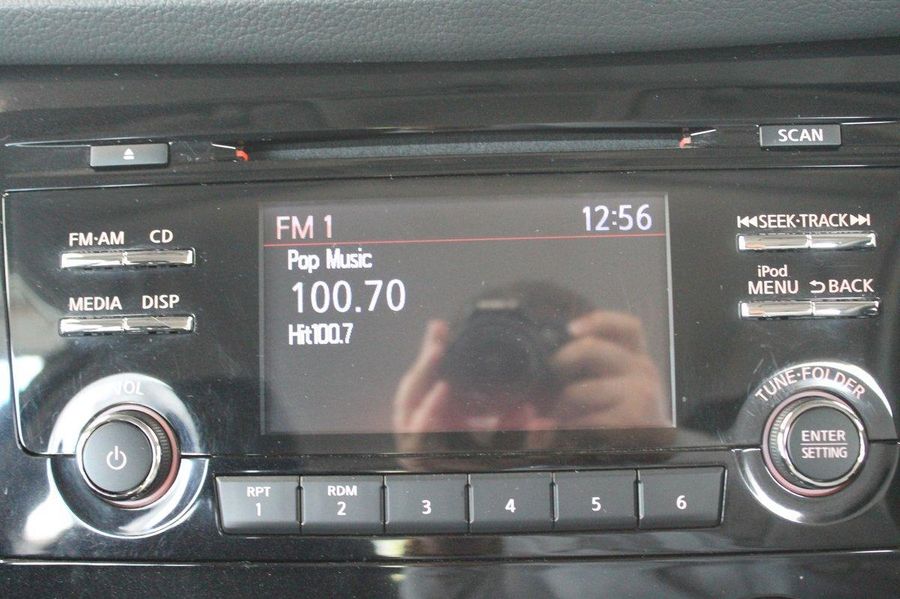 SCAN
FM 1 12:56
Pop Music
100.70
Hit100.7
FM·AM CD
MEDIA DISP
VOL
SEEK·TRACK
iPod
MENU BACK
TUNE·FOLDER
ENTER
SETTING
RPT RDM
1 2 3 4 5 6